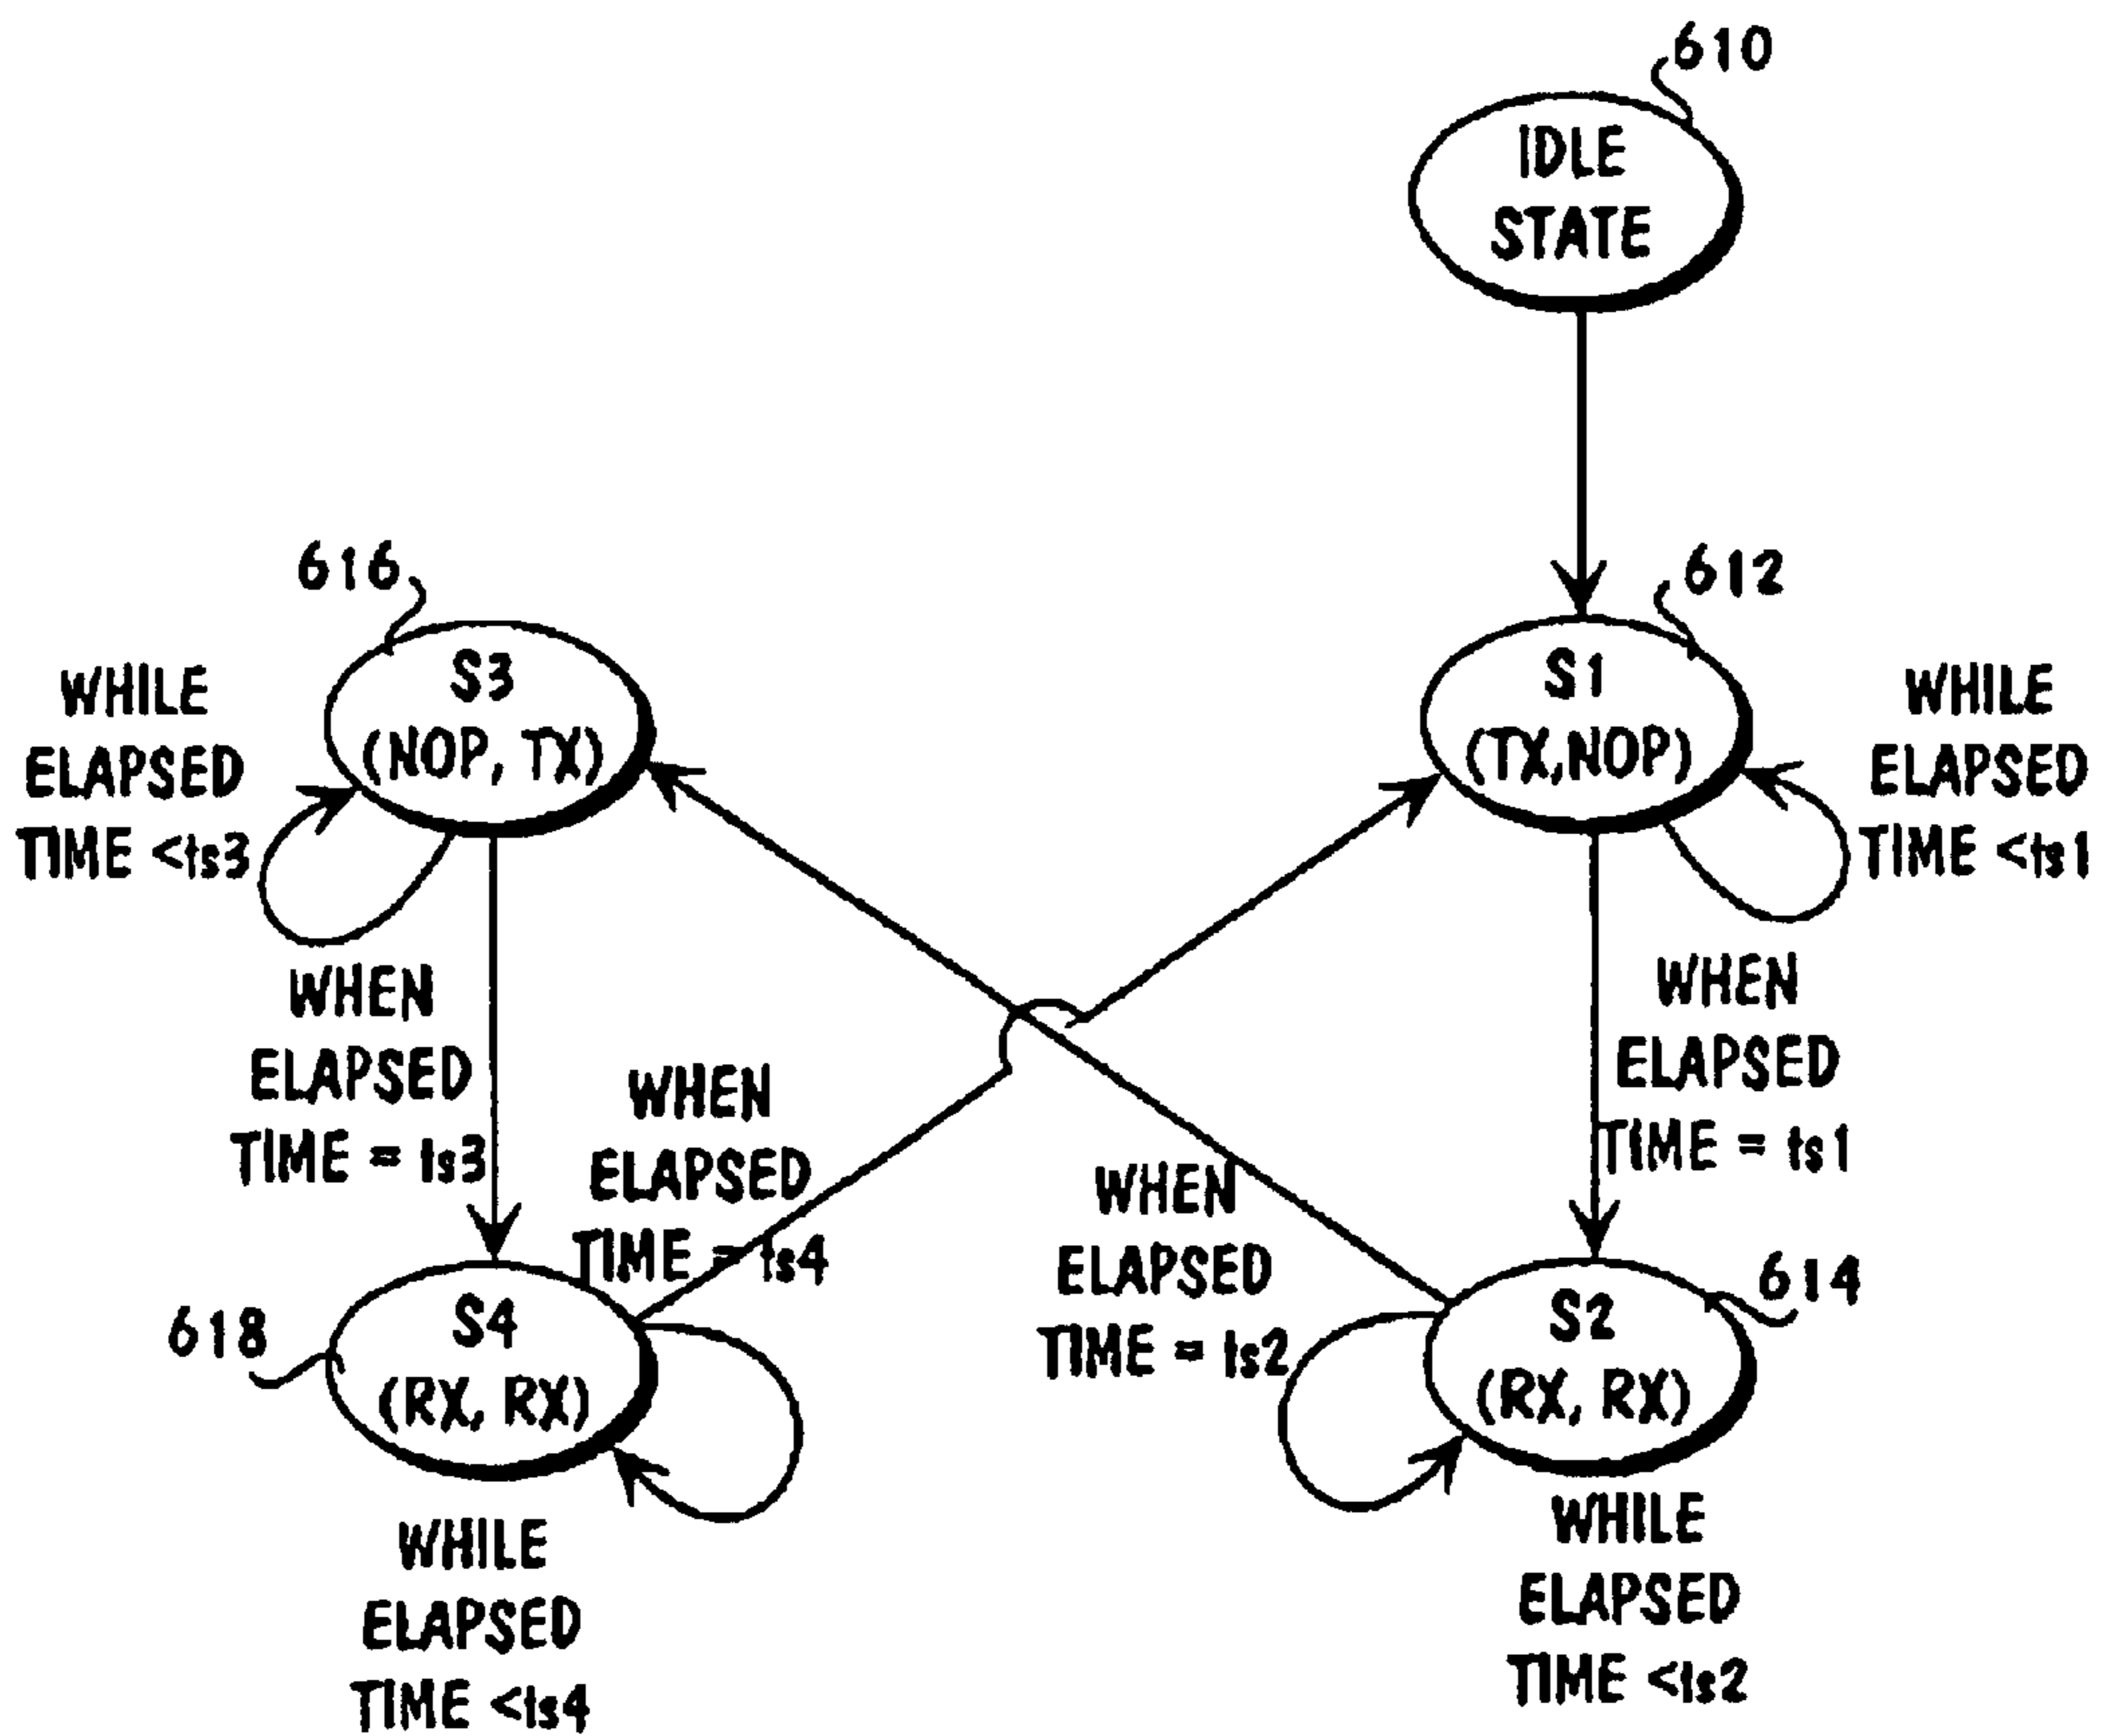 610
IDLE
STATE
616
612
S3
(NOP, TX)
S1
(TX,NOP)
WHILE
ELAPSED
TIME <ts3
WHILE
ELAPSED
TIME <ts1
WHEN
ELAPSED
TIME = ts3
WHEN
ELAPSED
TIME = ts4
WHEN
ELAPSED
TIME = ts2
WHEN
ELAPSED
TIME = ts1
618
S4
(RX, RX)
614
S2
(RX, RX)
WHILE
ELAPSED
TIME <ts4
WHILE
ELAPSED
TIME <ts2